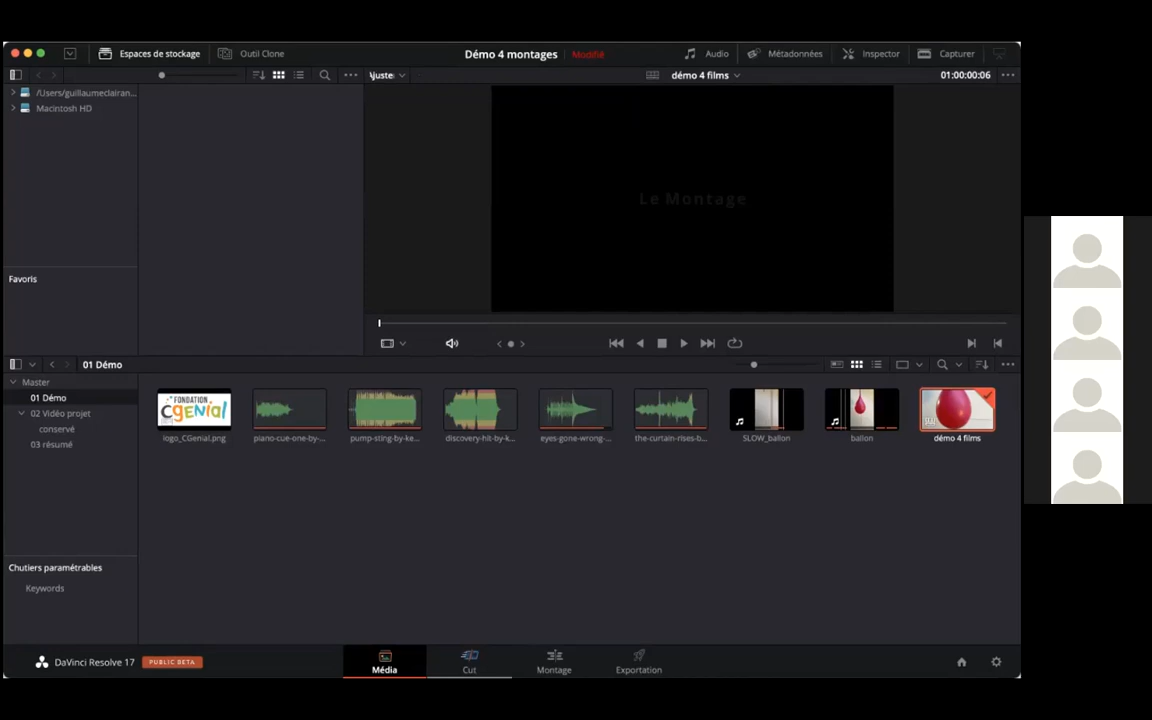 Espaces de stockage
Outil Clone
Démo 4 montages
Modifié
Audio
Métadonnées
Inspector
Capturer
Ajuste
démo 4 films
01:00:00:06
/Users/guillaumeclairan...
Macintosh HD
Le Montage
Favoris
01 Démo
Master
01 Démo
02 Vidéo projet
conservé
03 résumé
FONDATION
cgenial
logo_CGenial.png
piano-cue-one-by-...
pump-sting-by-ke...
discovery-hit-by-k...
eyes-gone-wrong-...
the-curtain-rises-b...
SLOW_ballon
ballon
démo 4 films
Chutiers paramétrables
Keywords
DaVinci Resolve 17
PUBLIC BETA
Média
Cut
Montage
Exportation